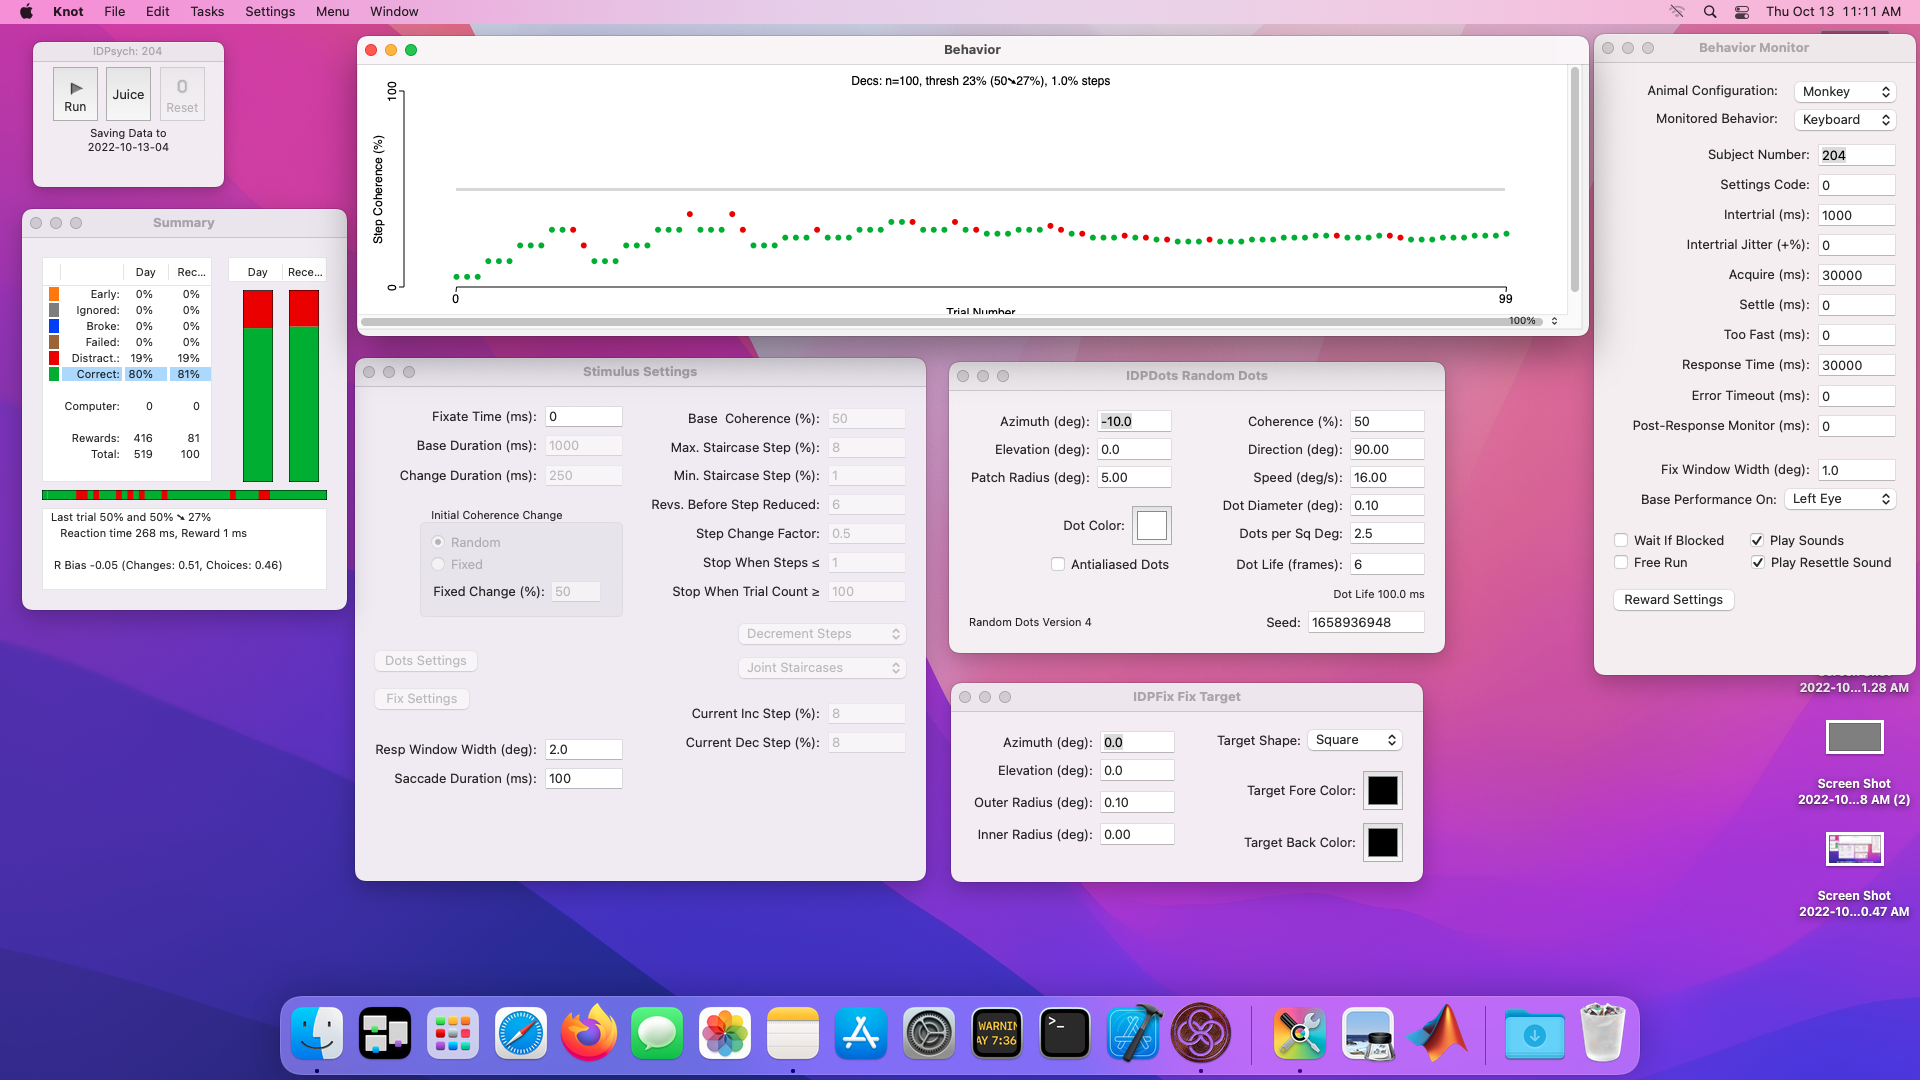 Knot File Edit Tasks Settings Menu Window
Thu Oct 13 11:11 AM
IDPsych: 204
Run
Juice
0
Reset
Saving Data to
2022-10-13-04
Summary
Day Rec...
Early: 0% 0%
Ignored: 0% 0%
Broke: 0% 0%
Failed: 0% 0%
Distract.: 19% 19%
Correct: 80% 81%
Computer: 0 0
Rewards: 416 81
Total: 519 100
Day Rece...
Last trial 50% and 50% ➘ 27%
Reaction time 268 ms, Reward 1 ms
R Bias -0.05 (Changes: 0.51, Choices: 0.46)
Behavior
Decs: n=100, thresh 23% (50➘27%), 1.0% steps
100
Step Coherence (%)
0
0 99
Trial Number
100%
Stimulus Settings
Fixate Time (ms): 0
Base Duration (ms): 1000
Change Duration (ms): 250
Initial Coherence Change
Random
Fixed
Fixed Change (%): 50
Dots Settings
Fix Settings
Resp Window Width (deg): 2.0
Saccade Duration (ms): 100
Base Coherence (%): 50
Max. Staircase Step (%): 8
Min. Staircase Step (%): 1
Revs. Before Step Reduced: 6
Step Change Factor: 0.5
Stop When Steps ≤ 1
Stop When Trial Count ≥ 100
Decrement Steps
Joint Staircases
Current Inc Step (%): 8
Current Dec Step (%): 8
IDPDots Random Dots
Azimuth (deg): -10.0
Elevation (deg): 0.0
Patch Radius (deg): 5.00
Dot Color:
Antialiased Dots
Random Dots Version 4
Coherence (%): 50
Direction (deg): 90.00
Speed (deg/s): 16.00
Dot Diameter (deg): 0.10
Dots per Sq Deg: 2.5
Dot Life (frames): 6
Dot Life 100.0 ms
Seed: 1658936948
IDPFix Fix Target
Azimuth (deg): 0.0
Elevation (deg): 0.0
Outer Radius (deg): 0.10
Inner Radius (deg): 0.00
Target Shape: Square
Target Fore Color:
Target Back Color:
Behavior Monitor
Animal Configuration: Monkey
Monitored Behavior: Keyboard
Subject Number: 204
Settings Code: 0
Intertrial (ms): 1000
Intertrial Jitter (+%): 0
Acquire (ms): 30000
Settle (ms): 0
Too Fast (ms): 0
Response Time (ms): 30000
Error Timeout (ms): 0
Post-Response Monitor (ms): 0
Fix Window Width (deg): 1.0
Base Performance On: Left Eye
Wait If Blocked
Play Sounds
Free Run
Play Resettle Sound
Reward Settings
Screen Shot
2022-10...1.28 AM
Screen Shot
2022-10...8 AM (2)
Screen Shot
2022-10...0.47 AM
WARNIN
AY 7:36
>_